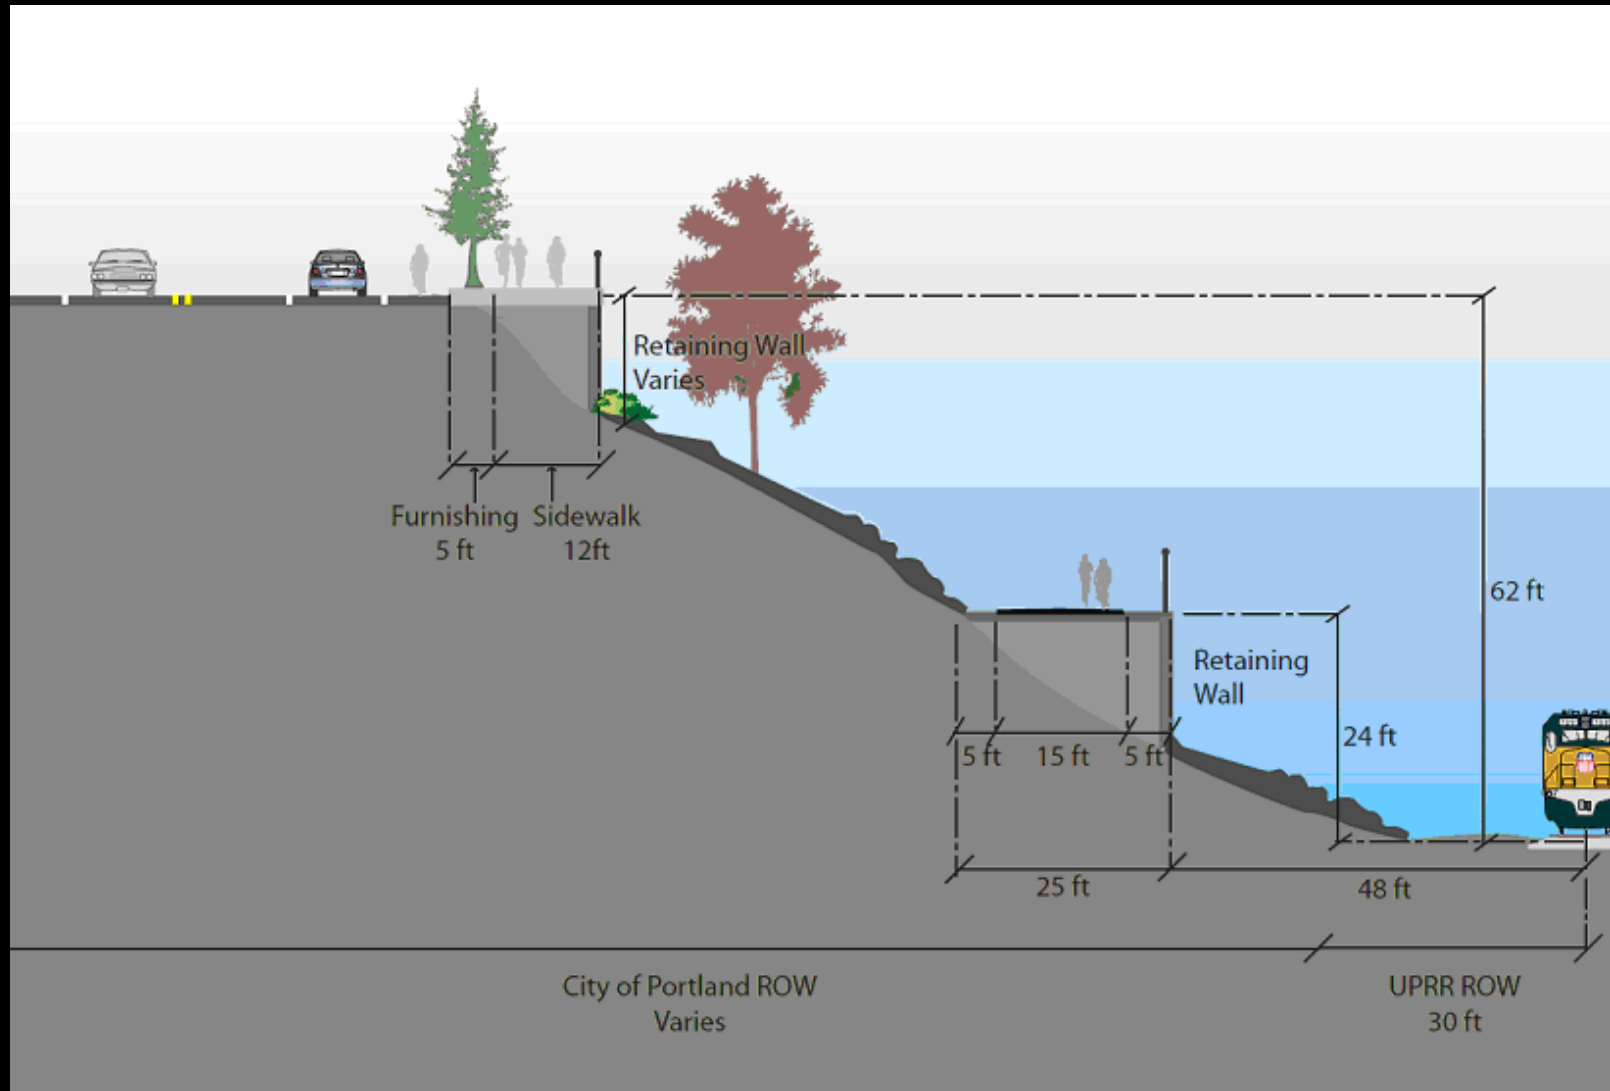 Retaining Wall
Varies
Furnishing
5 ft
Sidewalk
12ft
62 ft
Retaining
Wall
24 ft
5 ft
15 ft
5 ft
25 ft
48 ft
City of Portland ROW
Varies
UPRR ROW
30 ft